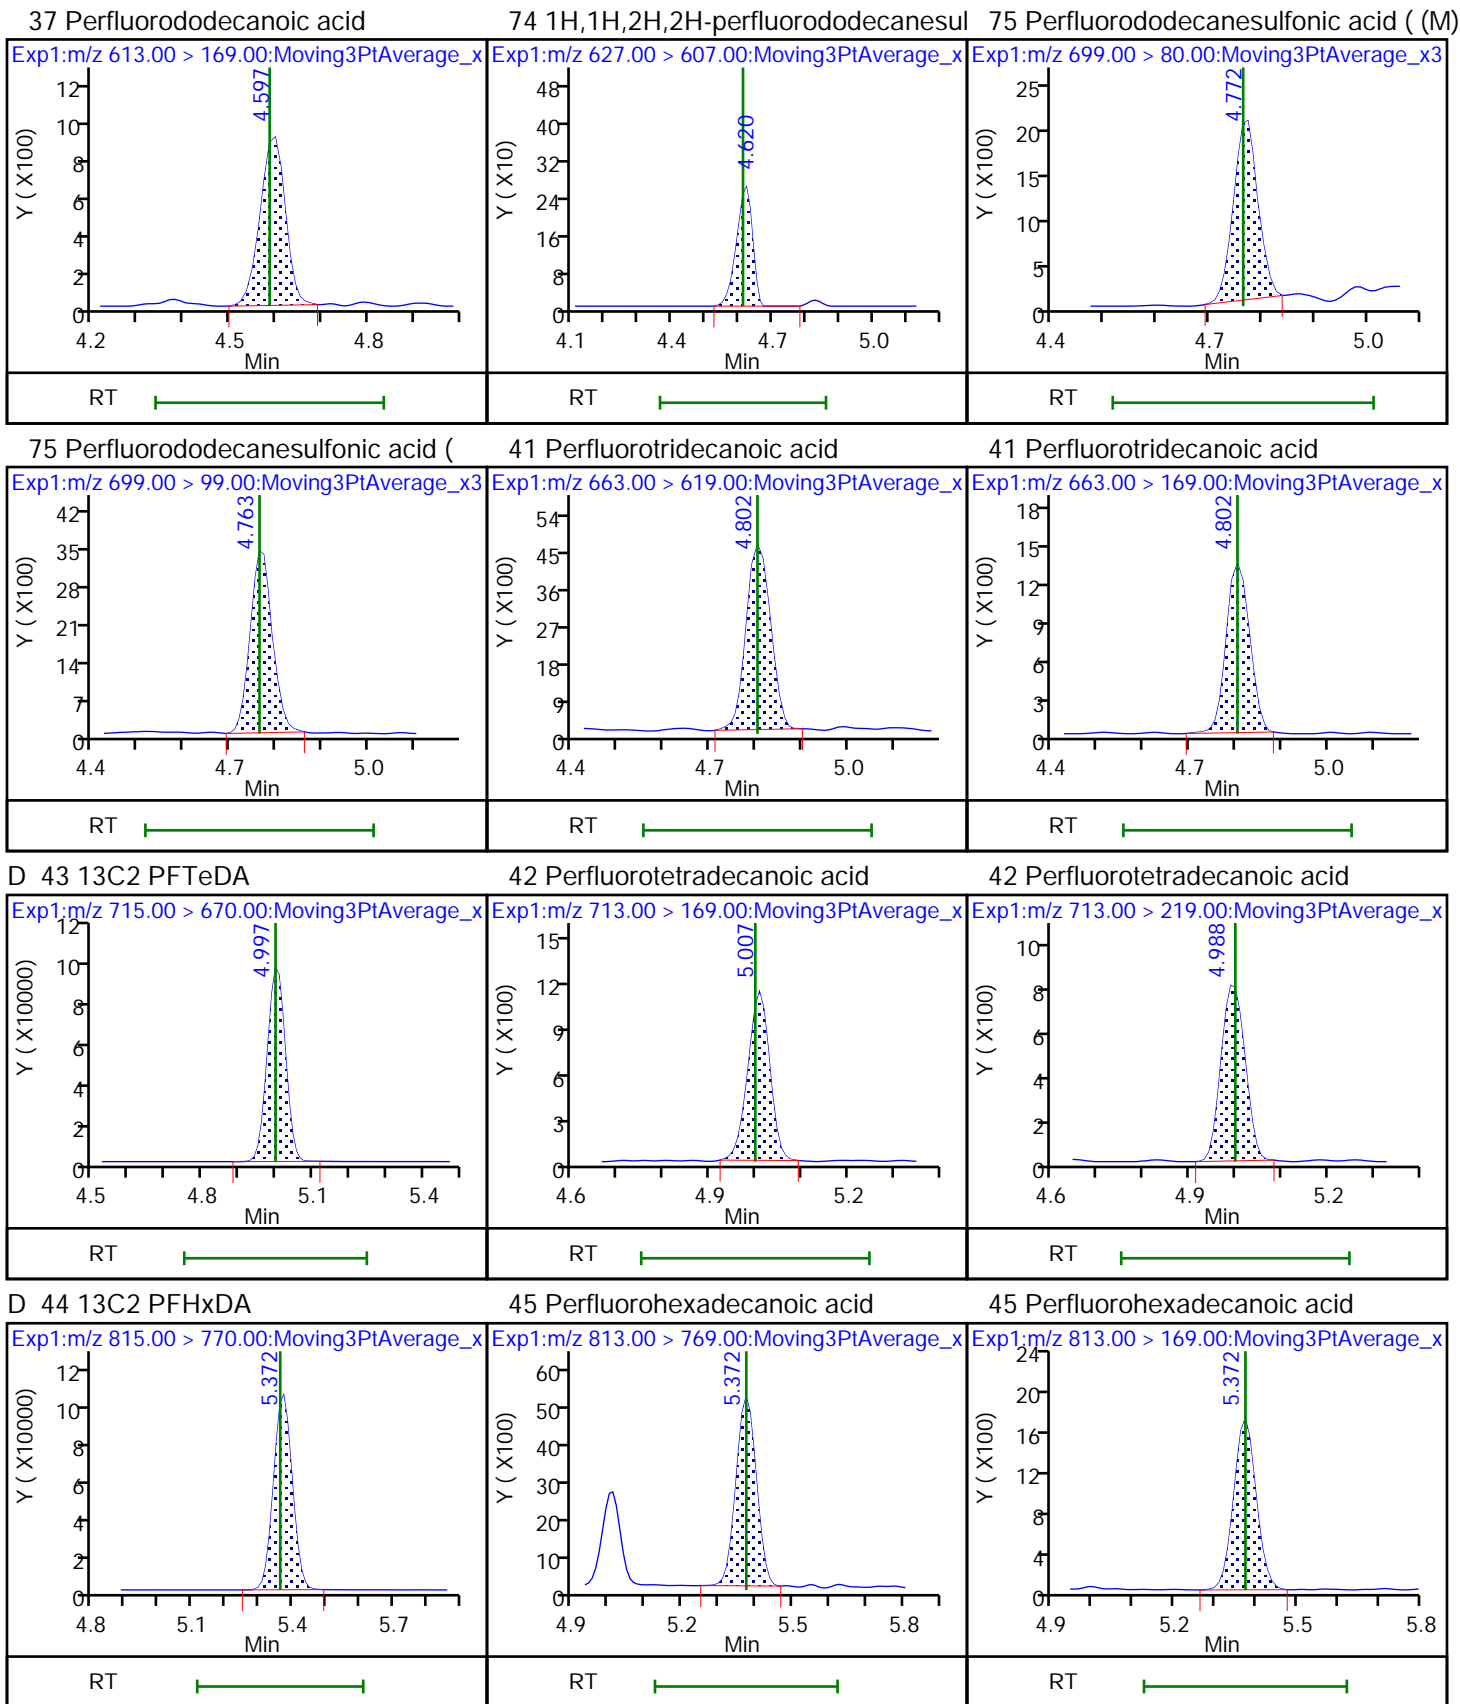 37 Perfluorododecanoic acid
74 1H,1H,2H,2H-perfluorododecanesul
75 Perfluorododecanesulfonic acid ( (M)
Exp1:m/z 613.00 > 169.00:Moving3PtAverage_x
Exp1:m/z 627.00 > 607.00:Moving3PtAverage_x
Exp1:m/z 699.00 > 80.00:Moving3PtAverage_x3
Y ( X100)
12
10
8
6
4
2
0
4.597
4.2 4.5 4.8
Min
RT
Y ( X10)
48
40
32
24
16
8
0
4.620
4.1 4.4 4.7 5.0
Min
RT
Y ( X100)
25
20
15
10
5
0
4.772
4.4 4.7 5.0
Min
RT
75 Perfluorododecanesulfonic acid (
41 Perfluorotridecanoic acid
41 Perfluorotridecanoic acid
Exp1:m/z 699.00 > 99.00:Moving3PtAverage_x3
Exp1:m/z 663.00 > 619.00:Moving3PtAverage_x
Exp1:m/z 663.00 > 169.00:Moving3PtAverage_x
Y ( X100)
42
35
28
21
14
7
0
4.763
4.4 4.7 5.0
Min
RT
Y ( X100)
54
45
36
27
18
9
0
4.802
4.4 4.7 5.0
Min
RT
Y ( X100)
18
15
12
9
6
3
0
4.802
4.4 4.7 5.0
Min
RT
D 43 13C2 PFTeDA
42 Perfluorotetradecanoic acid
42 Perfluorotetradecanoic acid
Exp1:m/z 715.00 > 670.00:Moving3PtAverage_x
Exp1:m/z 713.00 > 169.00:Moving3PtAverage_x
Exp1:m/z 713.00 > 219.00:Moving3PtAverage_x
Y ( X10000)
12
10
8
6
4
2
0
4.997
4.5 4.8 5.1 5.4
Min
RT
Y ( X100)
15
12
9
6
3
0
5.007
4.6 4.9 5.2
Min
RT
Y ( X100)
10
8
6
4
2
0
4.988
4.6 4.9 5.2
Min
RT
D 44 13C2 PFHxDA
45 Perfluorohexadecanoic acid
45 Perfluorohexadecanoic acid
Exp1:m/z 815.00 > 770.00:Moving3PtAverage_x
Exp1:m/z 813.00 > 769.00:Moving3PtAverage_x
Exp1:m/z 813.00 > 169.00:Moving3PtAverage_x
Y ( X10000)
12
10
8
6
4
2
0
5.372
4.8 5.1 5.4 5.7
Min
RT
Y ( X100)
60
50
40
30
20
10
0
5.372
4.9 5.2 5.5 5.8
Min
RT
Y ( X100)
24
20
16
12
8
4
0
5.372
4.9 5.2 5.5 5.8
Min
RT